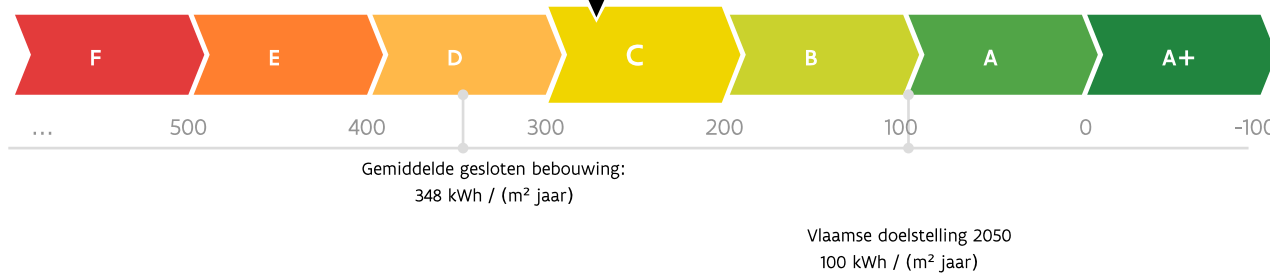 F E D C B A A+
... 500 400 300 200 100 0 -100
Gemiddelde gesloten bebouwing:
348 kWh / (m² jaar)
Vlaamse doelstelling 2050
100 kWh / (m² jaar)